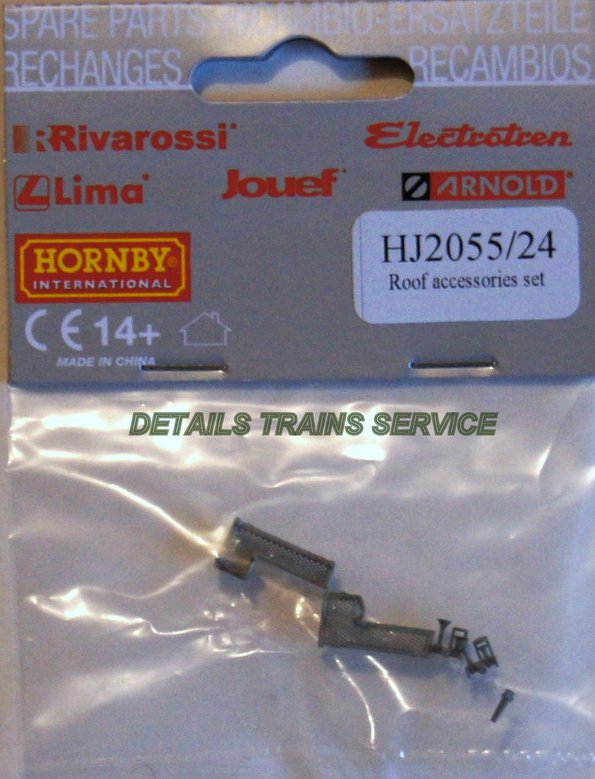 SPARE PARTS-RICAMBIO-ERSATZTEILE
RECHANGES RECAMBIOS
Rivarossi Electrotren
Lima Jouef ARNOLD
HORNBY
INTERNATIONAL
HJ2055/24
Roof accessories set
CE 14+
MADE IN CHINA
DETAILS TRAINS SERVICE